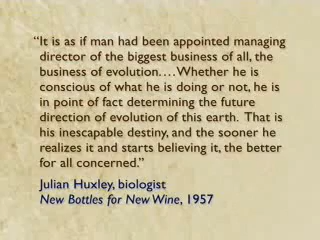 “It is as if man had been appointed managing
director of the biggest business of all, the
business of evolution.…Whether he is
conscious of what he is doing or not, he is
in point of fact determining the future
direction of evolution of this earth.  That is
his inescapable destiny, and the sooner he
realizes it and starts believing it, the better
for all concerned.”
Julian Huxley, biologist
New Bottles for New Wine, 1957